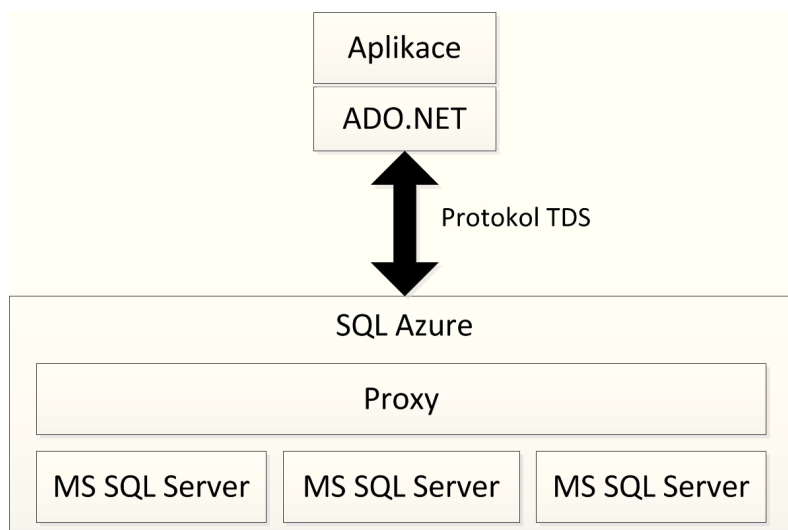 Aplikace
ADO.NET
Protokol TDS
SQL Azure
Proxy
MS SQL Server
MS SQL Server
MS SQL Server